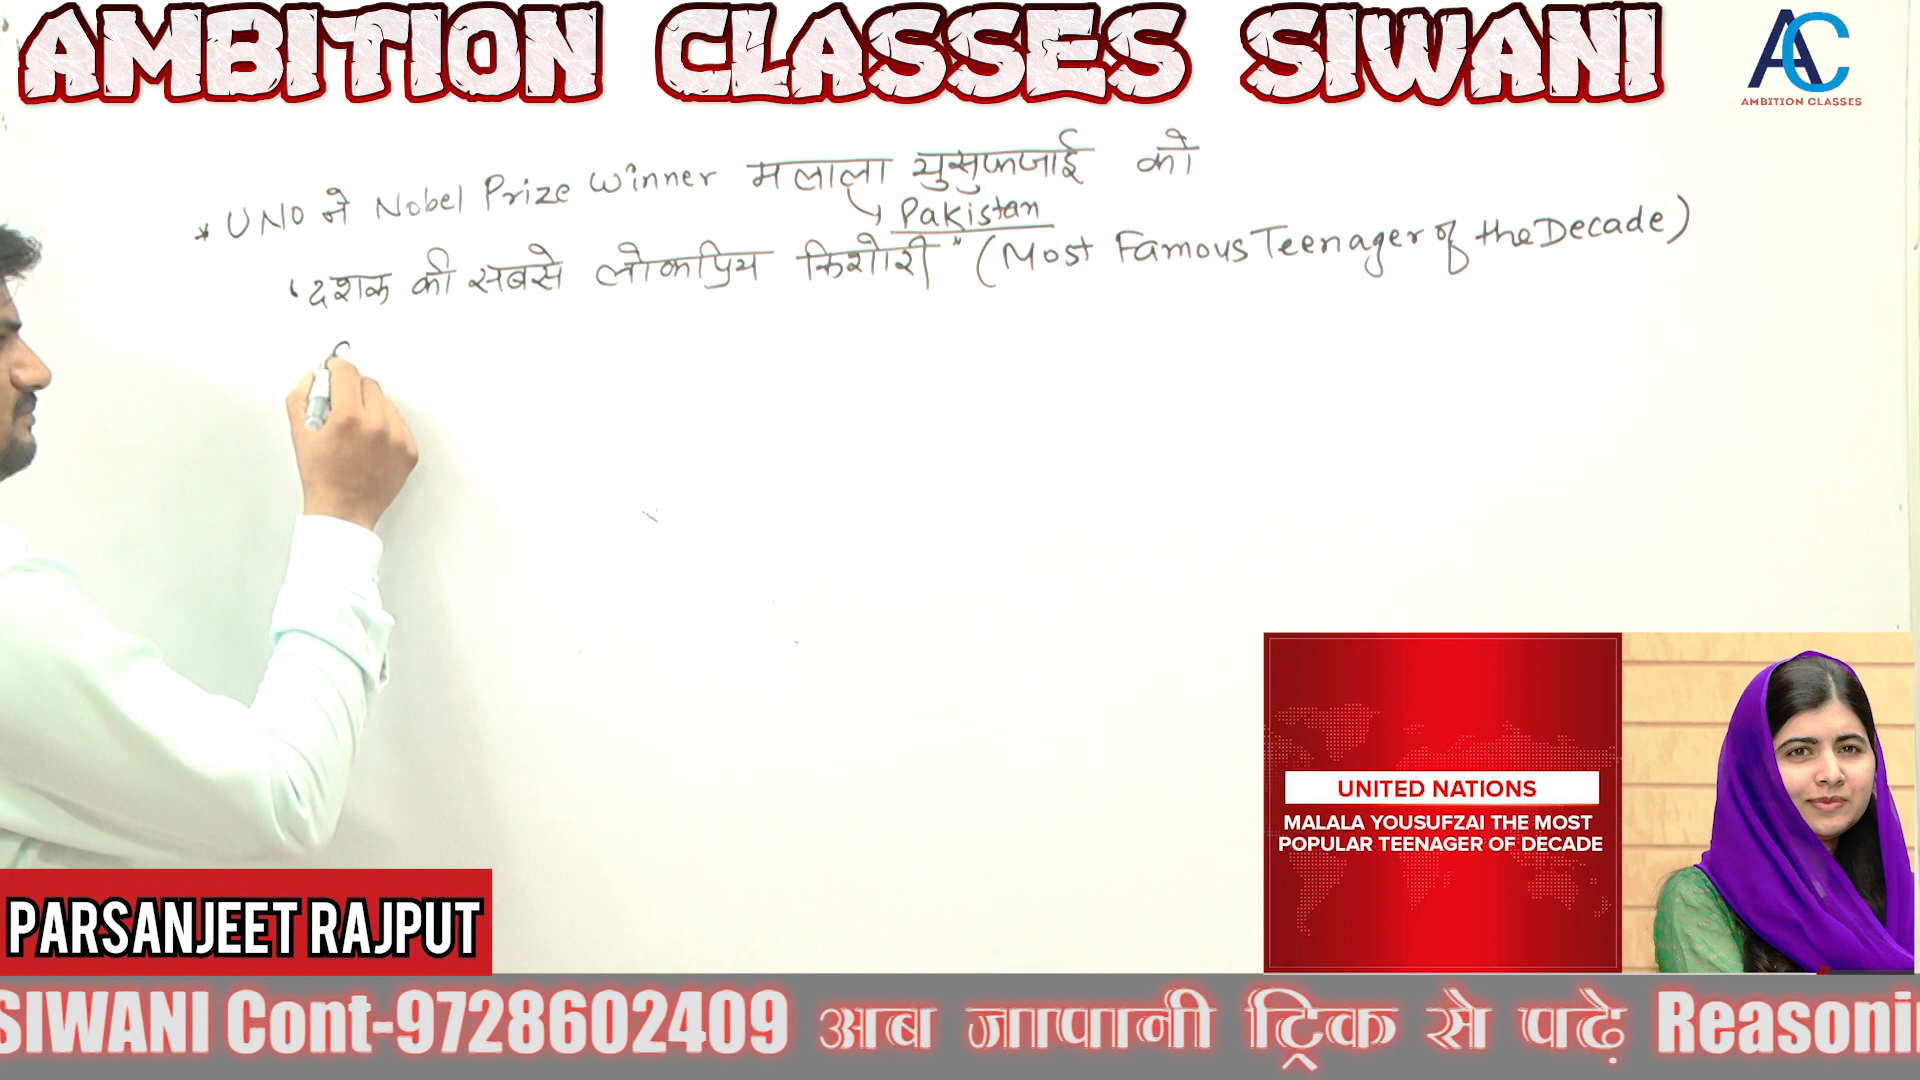 AMBITION CLASSES SIWANI
AC
AMBITION CLASSES
* UNO ने Nobel Prize Winner मलाला युसुफजाई को
↳ Pakistan
"दशक की सबसे लोकप्रिय किशोरी" (Most Famous Teenager of the Decade)
UNITED NATIONS
MALALA YOUSUFZAI THE MOST
POPULAR TEENAGER OF DECADE
PARSANJEET RAJPUT
SIWANI Cont-9728602409 अब जापानी ट्रिक से पढ़े Reasoni